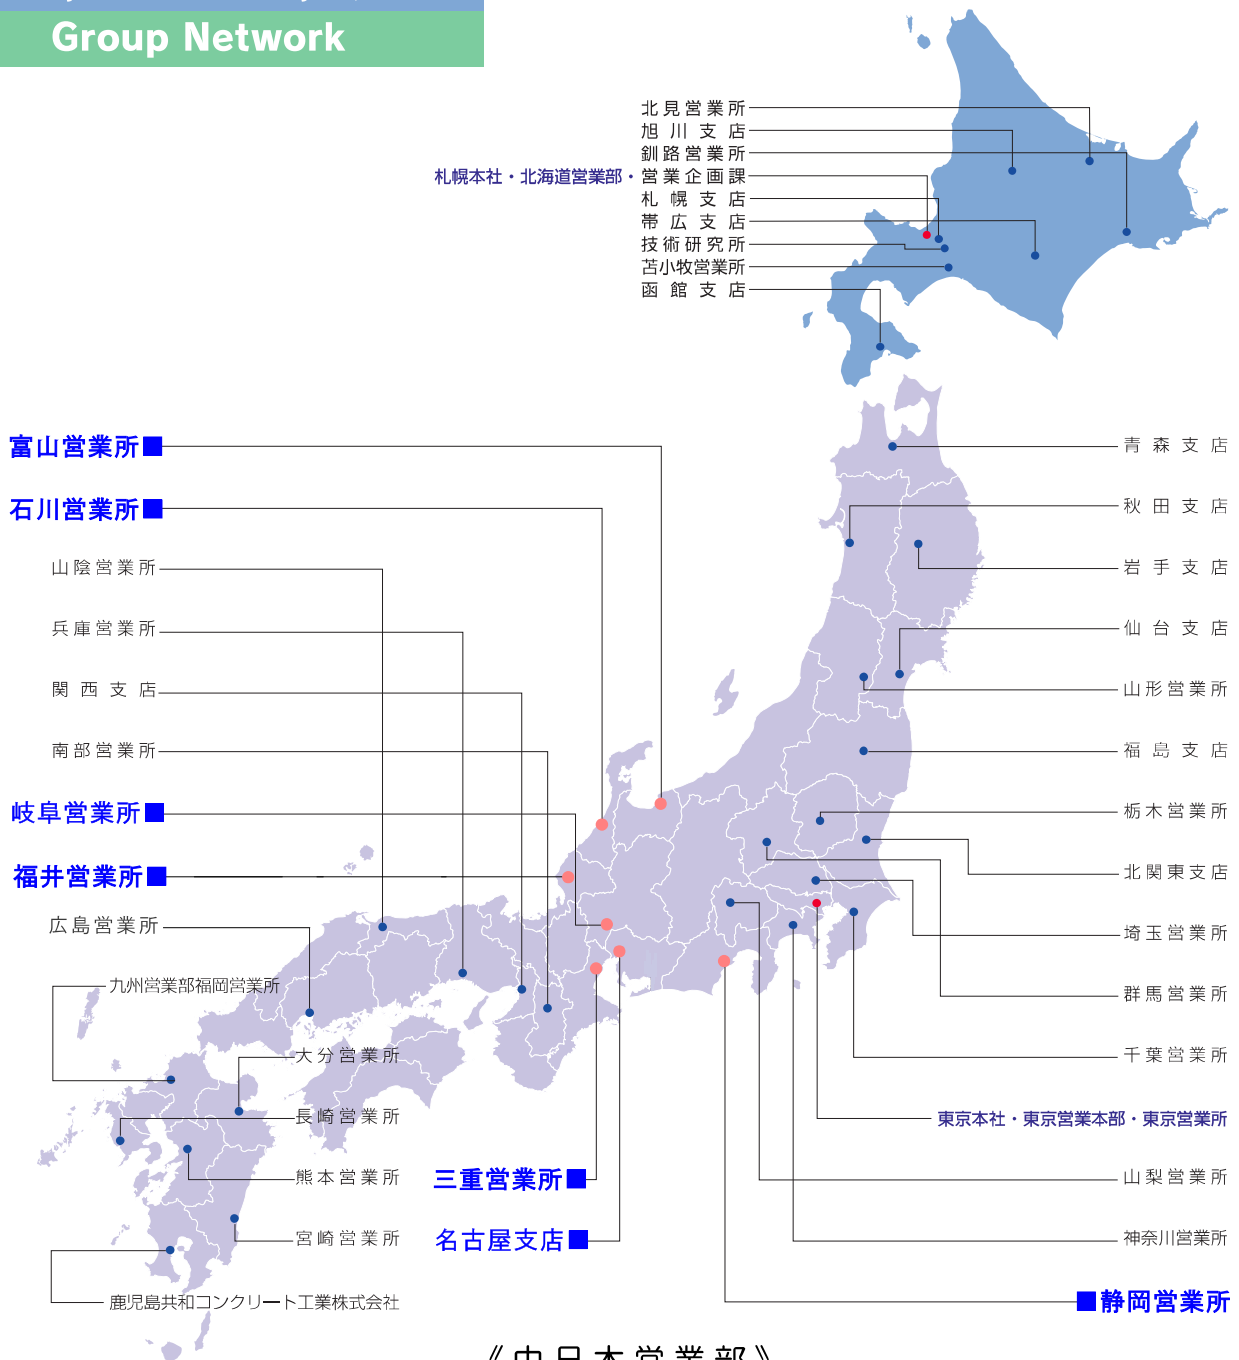 Group Network
北見営業所
旭川支店
釧路営業所
札幌本社・北海道営業部・営業企画課
札幌支店
帯広支店
技術研究所
苫小牧営業所
函館支店
富山営業所■
石川営業所■
山陰営業所
兵庫営業所
関西支店
南部営業所
岐阜営業所■
福井営業所■
広島営業所
九州営業部福岡営業所
大分営業所
長崎営業所
熊本営業所
宮崎営業所
鹿児島共和コンクリート工業株式会社
三重営業所■
名古屋支店■
青森支店
秋田支店
岩手支店
仙台支店
山形営業所
福島支店
栃木営業所
北関東支店
埼玉営業所
群馬営業所
千葉営業所
東京本社・東京営業本部・東京営業所
山梨営業所
神奈川営業所
■静岡営業所
《中日本営業部》